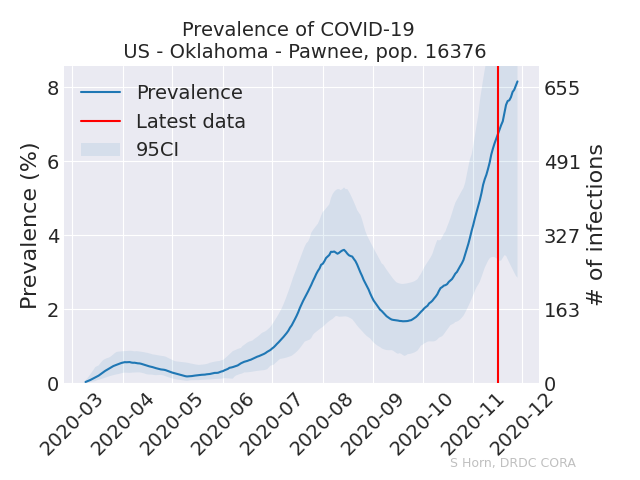 Prevalence of COVID-19
US - Oklahoma - Pawnee, pop. 16376
Prevalence
Latest data
95CI
Prevalence (%)
8
6
4
2
0
655
491
327
163
0
# of infections
2020-03
2020-04
2020-05
2020-06
2020-07
2020-08
2020-09
2020-10
2020-11
2020-12
S Horn, DRDC CORA